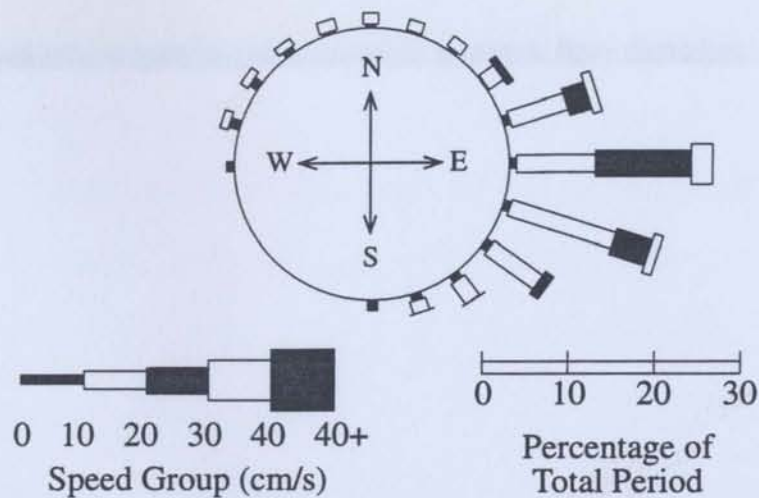 N
W E
S
0 10 20 30 40 40+
Speed Group (cm/s)
0 10 20 30
Percentage of
Total Period